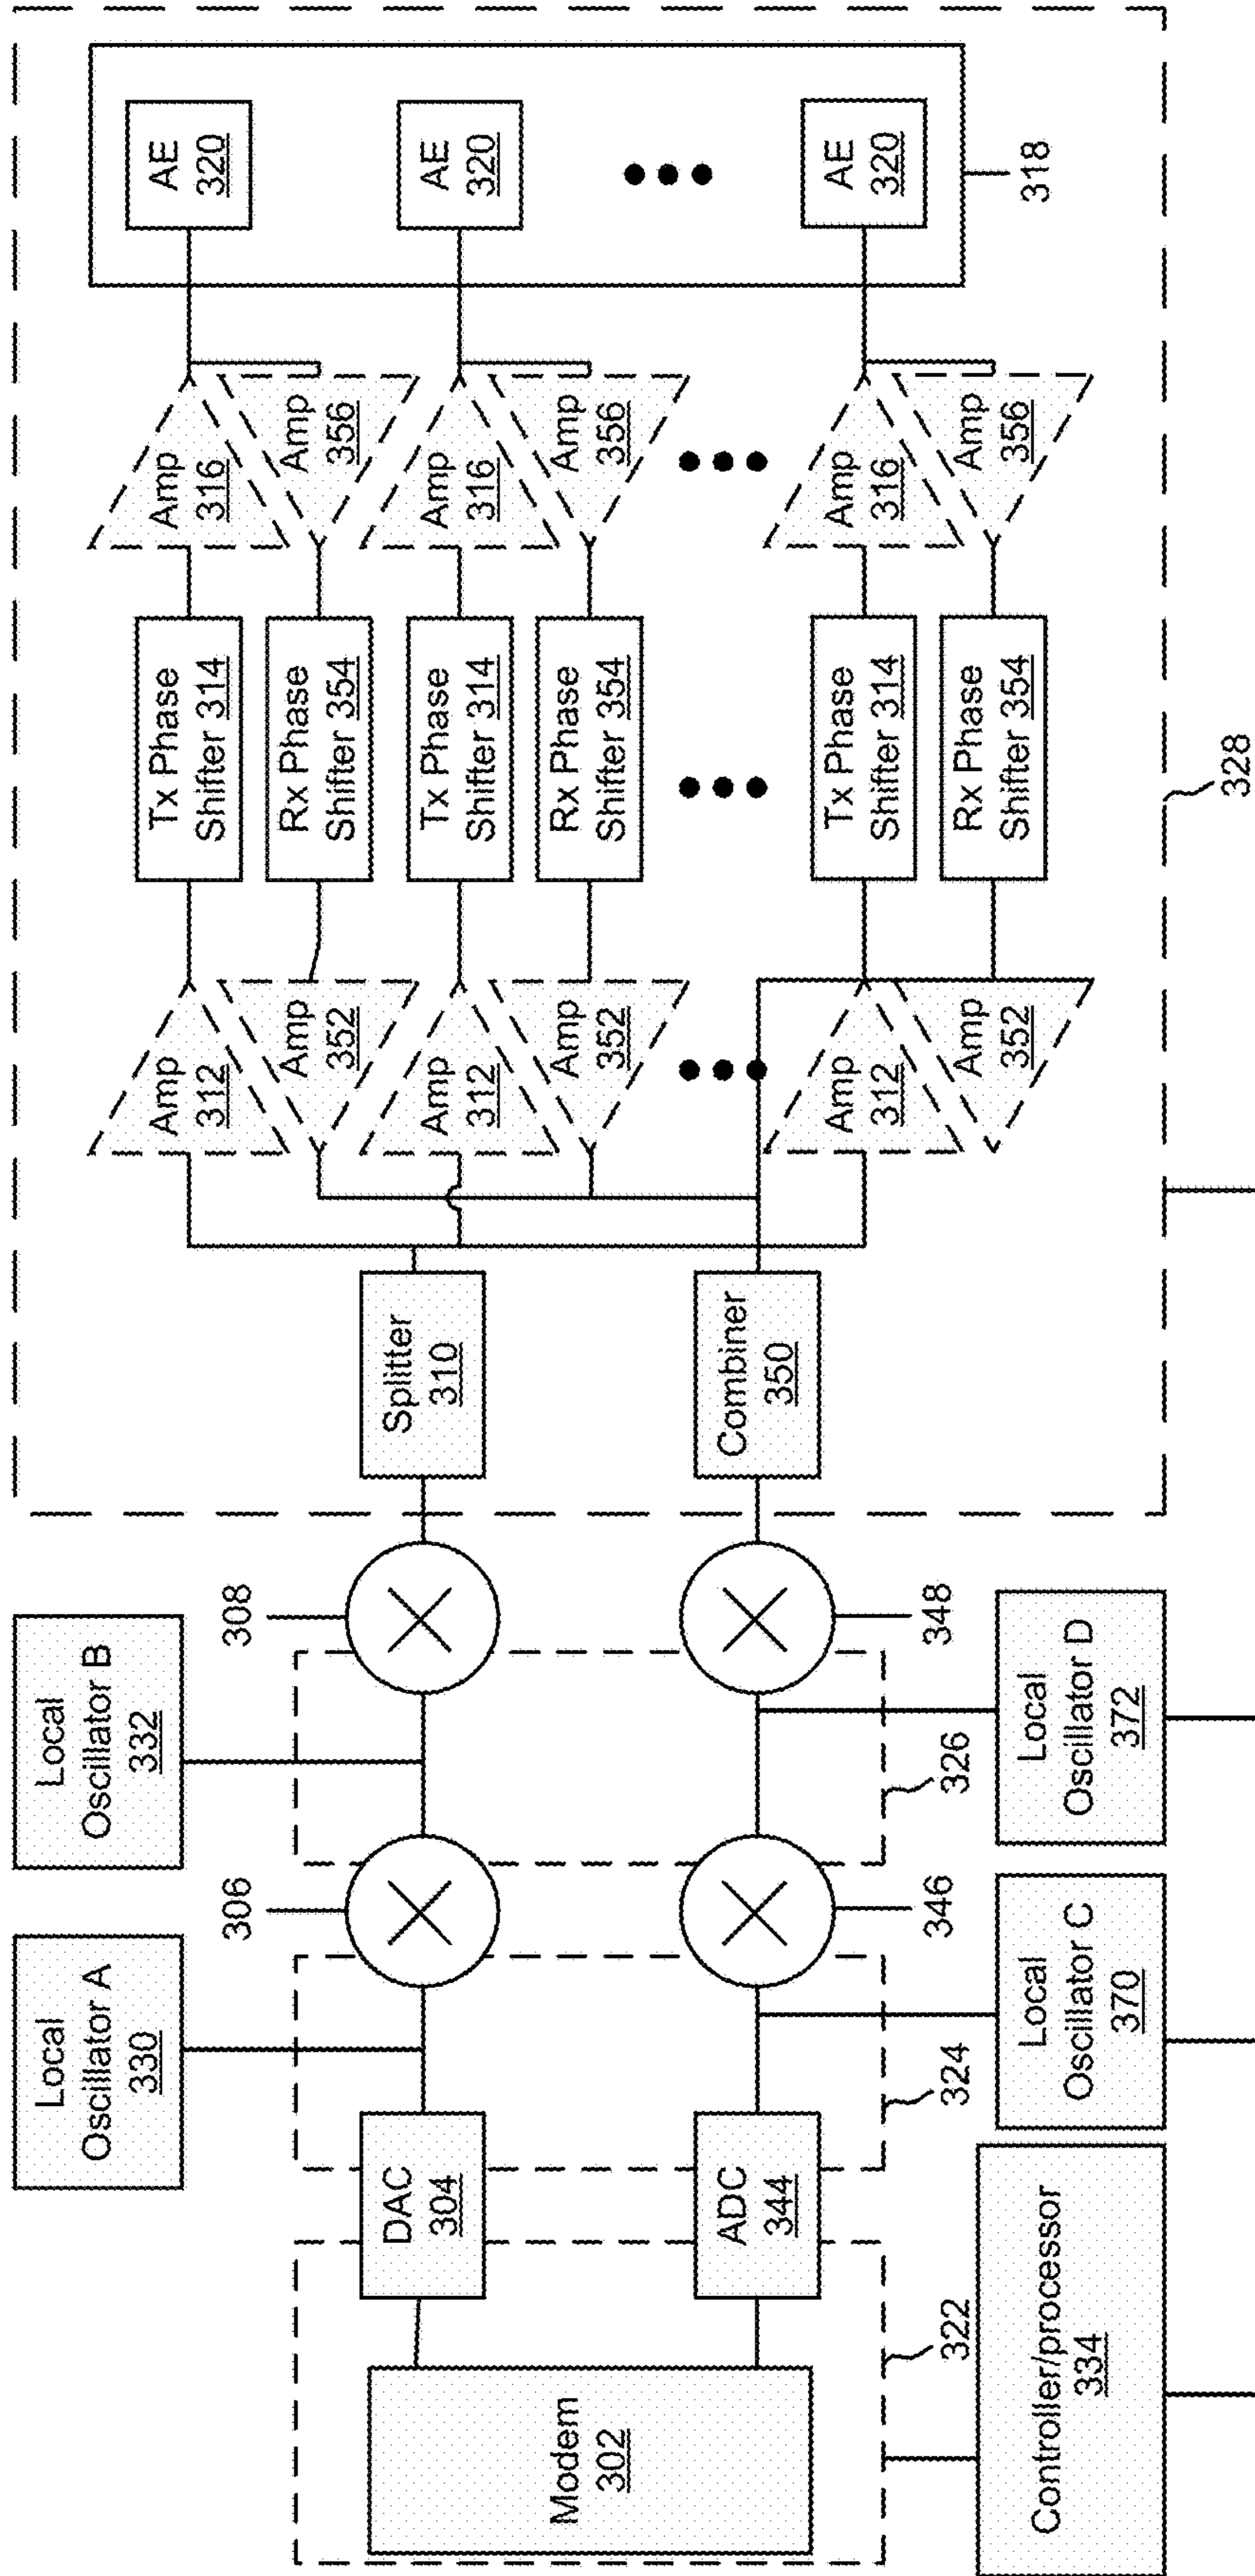 Local
Oscillator A
330
Local
Oscillator B
332
306
308
Modem
302
DAC
304
ADC
344
Splitter
310
Combiner
350
Amp
312
Amp
352
Amp
312
Amp
352
Amp
312
Amp
352
Tx Phase
Shifter 314
Rx Phase
Shifter 354
Tx Phase
Shifter 314
Rx Phase
Shifter 354
Tx Phase
Shifter 314
Rx Phase
Shifter 354
Amp
316
Amp
356
Amp
316
Amp
356
Amp
316
Amp
356
AE
320
AE
320
AE
320
318
322
324
346
326
348
328
Controller/processor
334
Local
Oscillator C
370
Local
Oscillator D
372